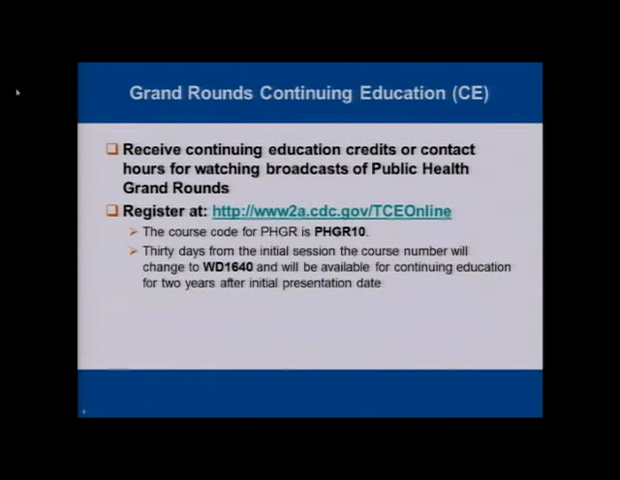 Grand Rounds Continuing Education (CE)
Receive continuing education credits or contact
hours for watching broadcasts of Public Health
Grand Rounds
Register at: http://www2a.cdc.gov/TCEOnline
The course code for PHGR is PHGR10.
Thirty days from the initial session the course number will
change to WD1640 and will be available for continuing education
for two years after initial presentation date